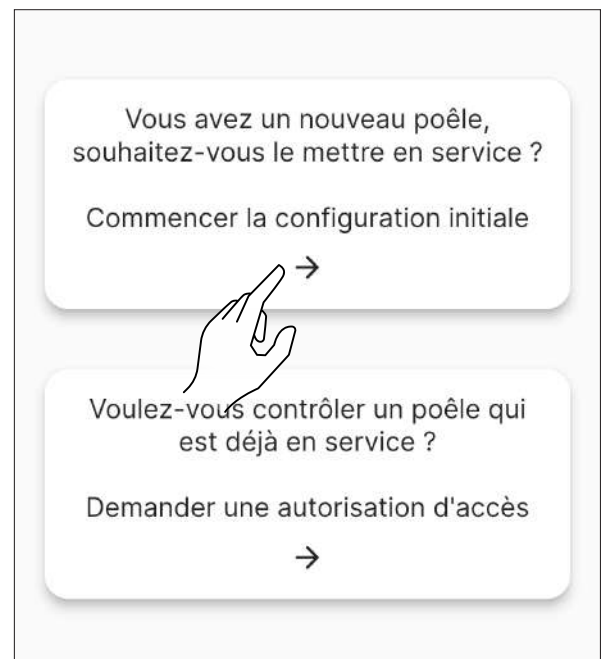 Vous avez un nouveau poêle,
souhaitez-vous le mettre en service ?
Commencer la configuration initiale
→
Voulez-vous contrôler un poêle qui
est déjà en service ?
Demander une autorisation d'accès
→